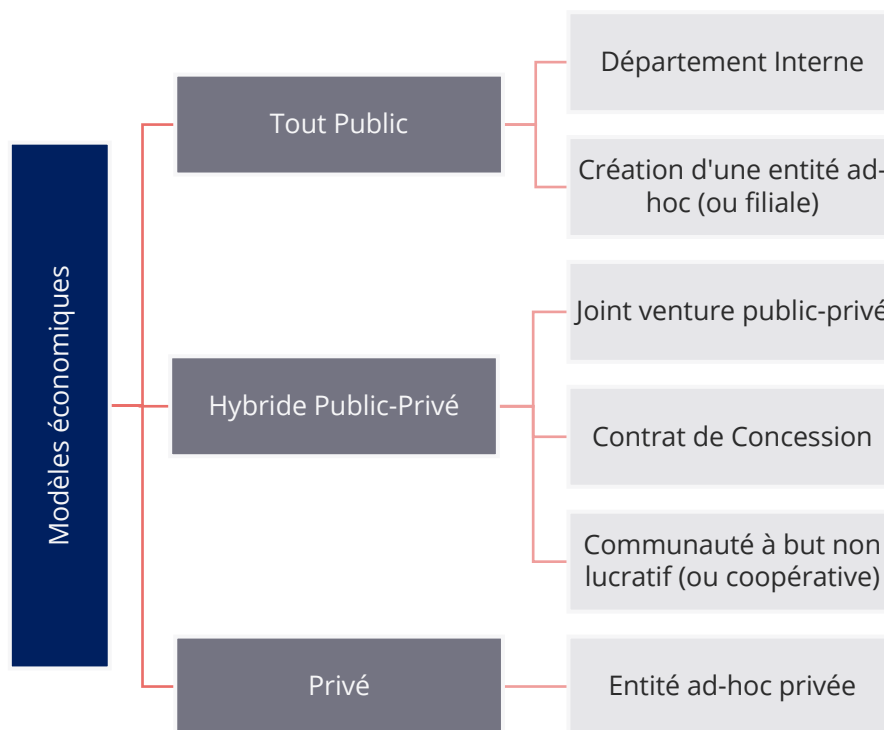 Modèles économiques
Tout Public
Département Interne
Création d'une entité ad-
hoc (ou filiale)
Hybride Public-Privé
Joint venture public-privé
Contrat de Concession
Communauté à but non
lucratif (ou coopérative)
Privé
Entité ad-hoc privée